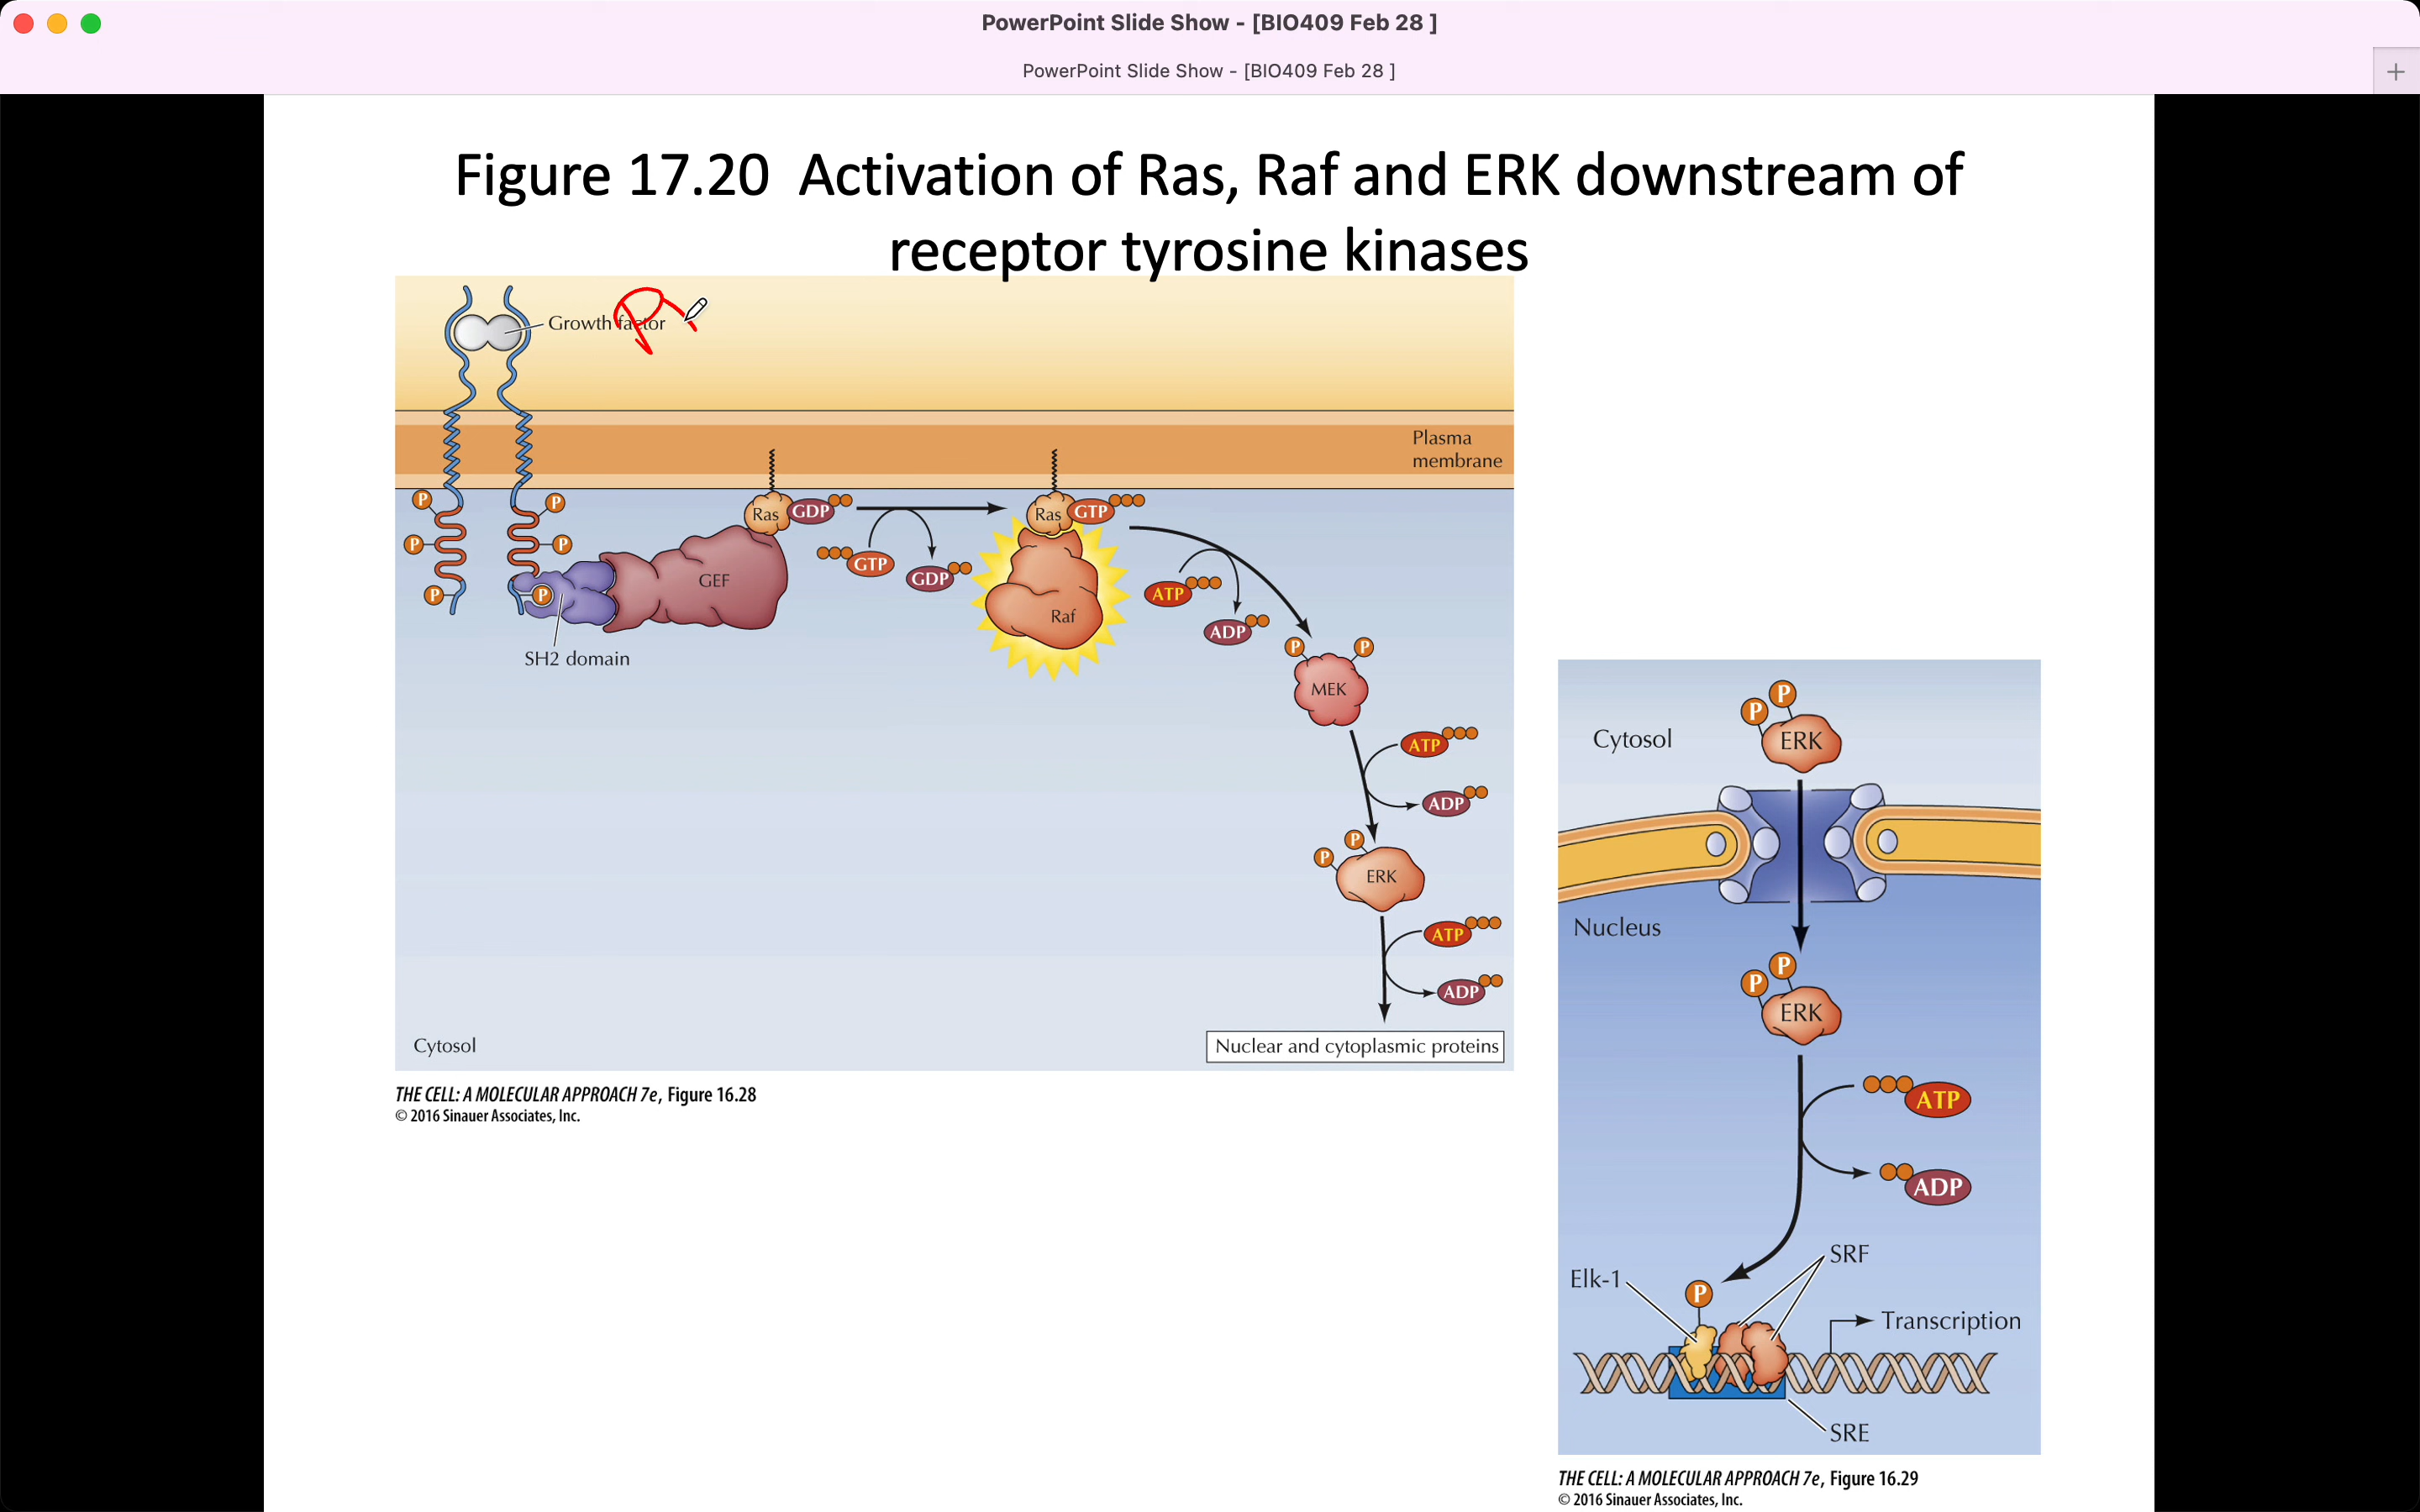 PowerPoint Slide Show - [BIO409 Feb 28 ]
PowerPoint Slide Show - [BIO409 Feb 28 ]
+
Figure 17.20 Activation of Ras, Raf and ERK downstream of
receptor tyrosine kinases
Growth factor
Plasma
membrane
P
P
P
P
P
P
Ras
GDP
GTP
GDP
GEF
SH2 domain
Ras
GTP
Raf
ATP
ADP
P
P
MEK
ATP
ADP
P
P
ERK
ATP
ADP
Nuclear and cytoplasmic proteins
Cytosol
THE CELL: A MOLECULAR APPROACH 7e, Figure 16.28
© 2016 Sinauer Associates, Inc.
P
P
ERK
Cytosol
Nucleus
P
P
ERK
ATP
ADP
SRF
Elk-1
P
Transcription
SRE
THE CELL: A MOLECULAR APPROACH 7e, Figure 16.29
© 2016 Sinauer Associates, Inc.